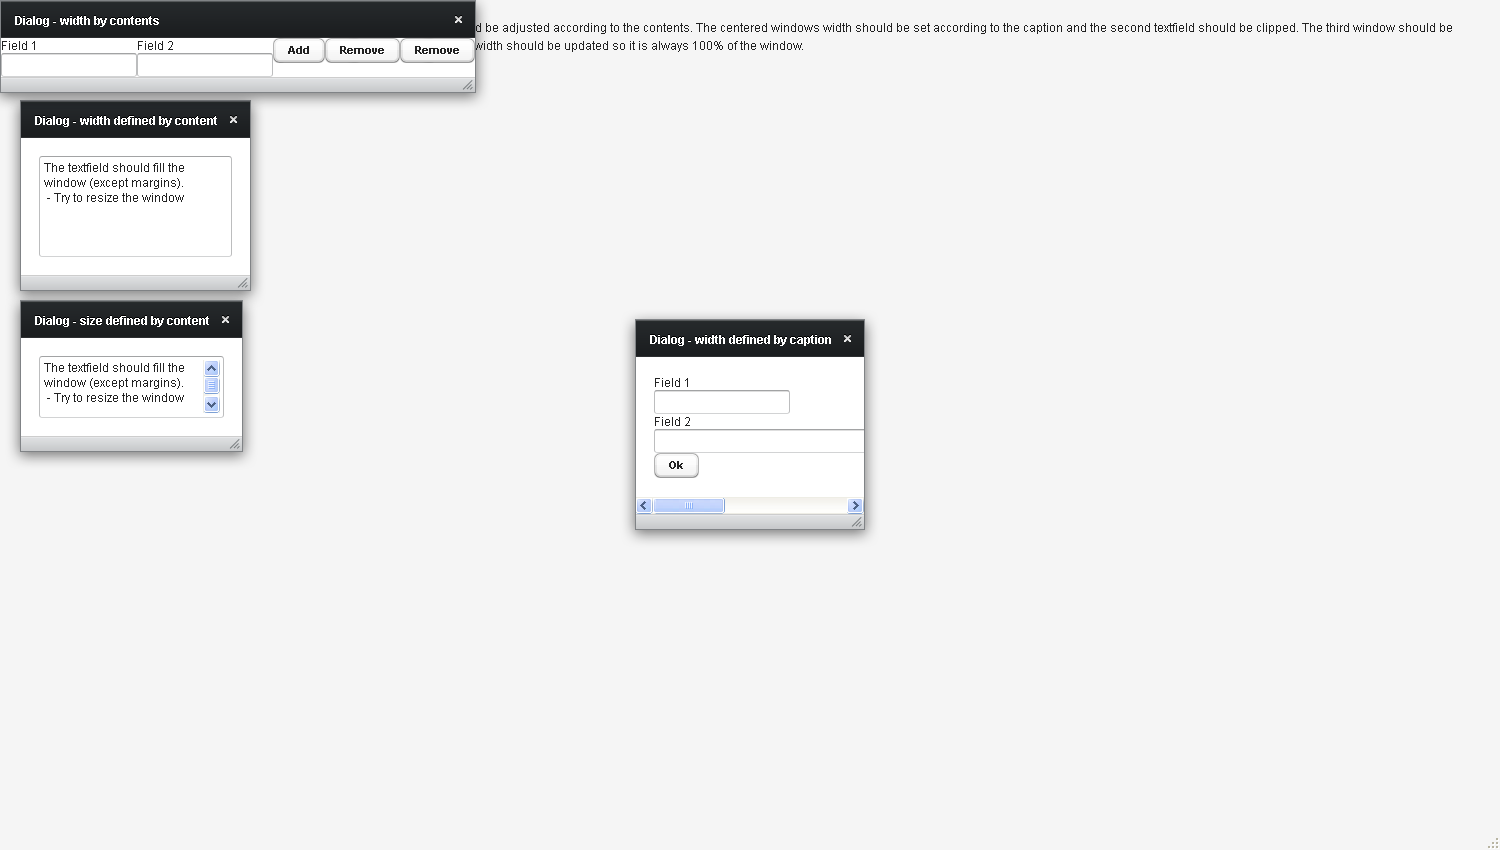 Dialog - width by contents
d be adjusted according to the contents. The centered windows width should be set according to the caption and the second textfield should be clipped. The third window should be
width should be updated so it is always 100% of the window.
Field 1 Field 2 Add Remove Remove
Dialog - width defined by content
The textfield should fill the
window (except margins).
- Try to resize the window
Dialog - size defined by content
The textfield should fill the
window (except margins).
- Try to resize the window
Dialog - width defined by caption
Field 1
Field 2
Ok